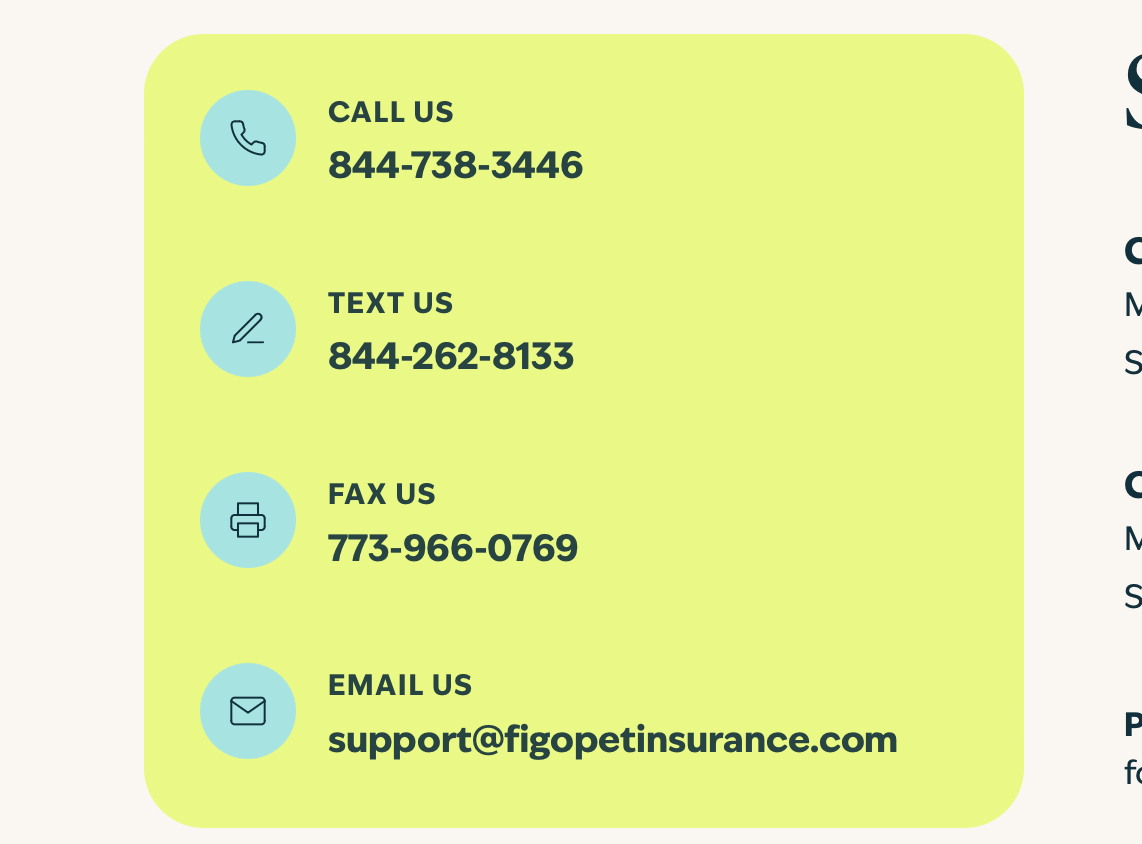 CALL US
844-738-3446
TEXT US
844-262-8133
FAX US
773-966-0769
EMAIL US
support@figopetinsurance.com